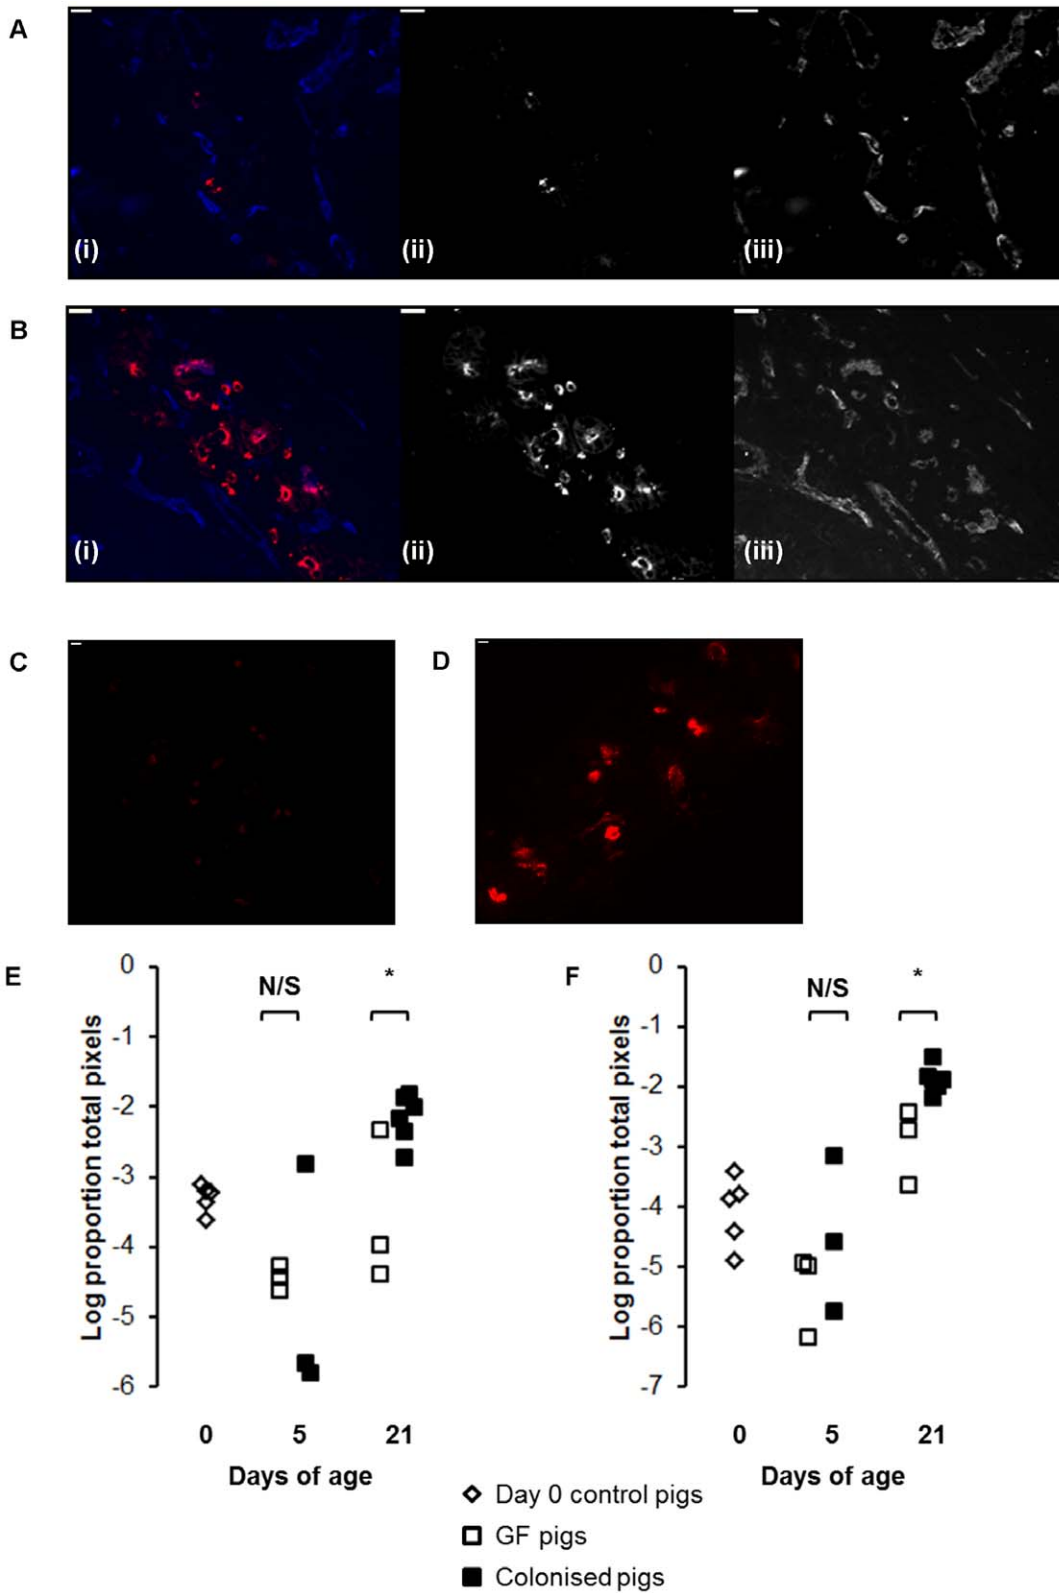 A
(i) (ii) (iii)
B
(i) (ii) (iii)
C D
E
0
-1
-2
-3
-4
-5
-6
Log proportion total pixels
N/S
*
0 5 21
Days of age
F
0
-1
-2
-3
-4
-5
-6
-7
Log proportion total pixels
N/S
*
0 5 21
Days of age
Day 0 control pigs
GF pigs
Colonised pigs